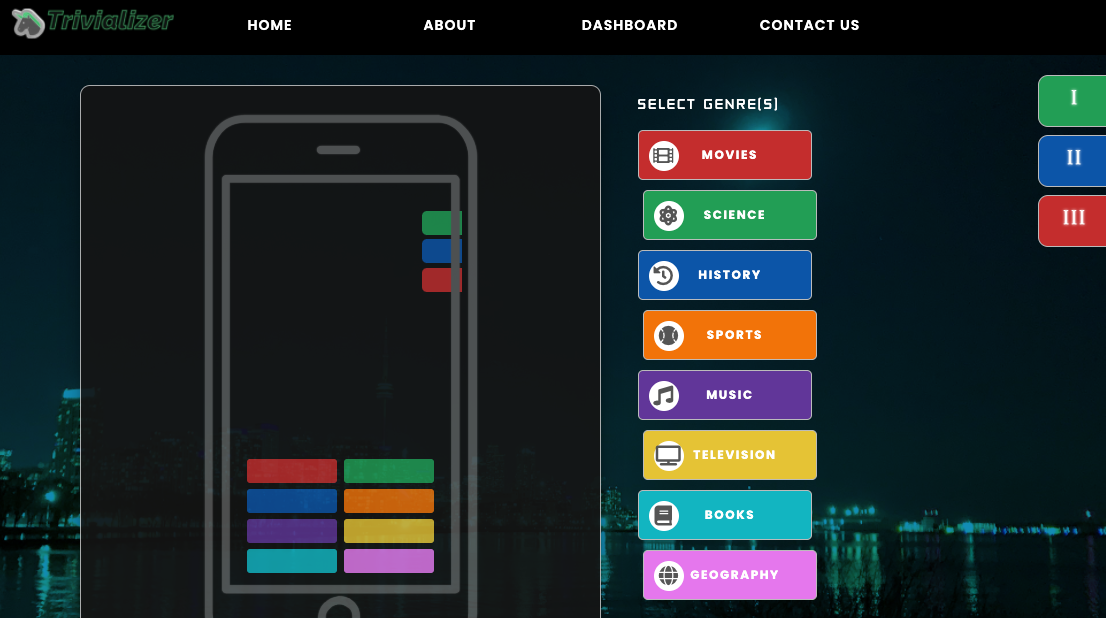 Trivializer
HOME
ABOUT
DASHBOARD
CONTACT US
SELECT GENRE(S)
MOVIES
SCIENCE
HISTORY
SPORTS
MUSIC
TELEVISION
BOOKS
GEOGRAPHY
I
II
III